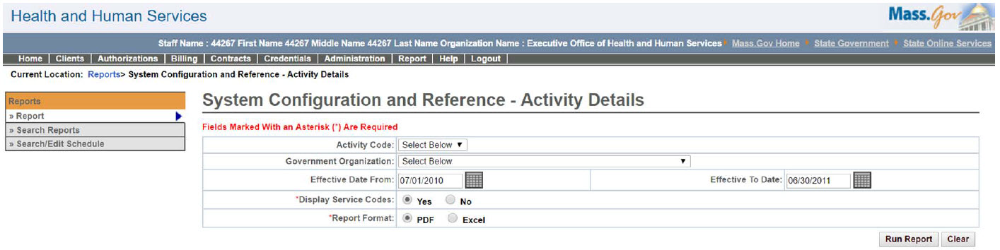 Health and Human Services
Mass.Gov
Staff Name : 44267 First Name 44267 Middle Name 44267 Last Name Organization Name : Executive Office of Health and Human Services Mass.Gov Home State Government State Online Services
Home Clients Authorizations Billing Contracts Credentials Administration Report Help Logout
Current Location: Reports> System Configuration and Reference - Activity Details
Reports
» Report
» Search Reports
» Search/Edit Schedule
System Configuration and Reference - Activity Details
Fields Marked With an Asterisk (*) Are Required
Activity Code: Select Below
Government Organization: Select Below
Effective Date From: 07/01/2010 Effective To Date: 06/30/2011
*Display Service Codes: Yes No
*Report Format: PDF Excel
Run Report Clear